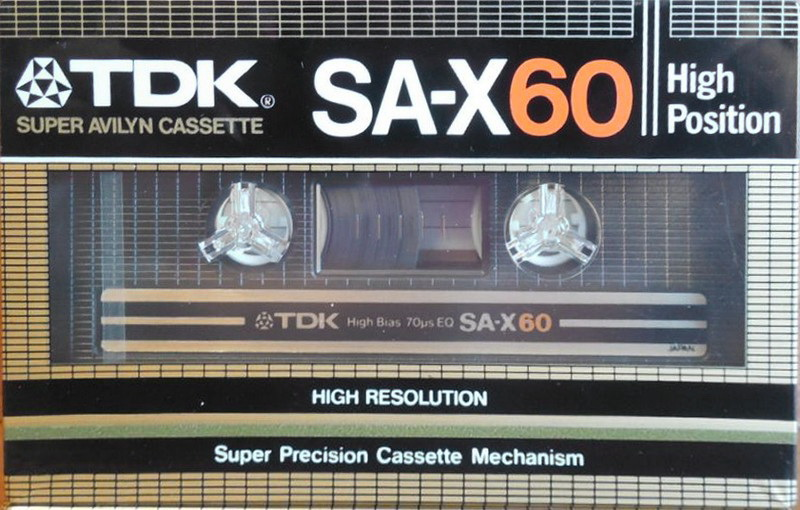 TDK® SA-X60 High Position
SUPER AVILYN CASSETTE
TDK High Bias 70μs EQ SA-X60
JAPAN
HIGH RESOLUTION
Super Precision Cassette Mechanism